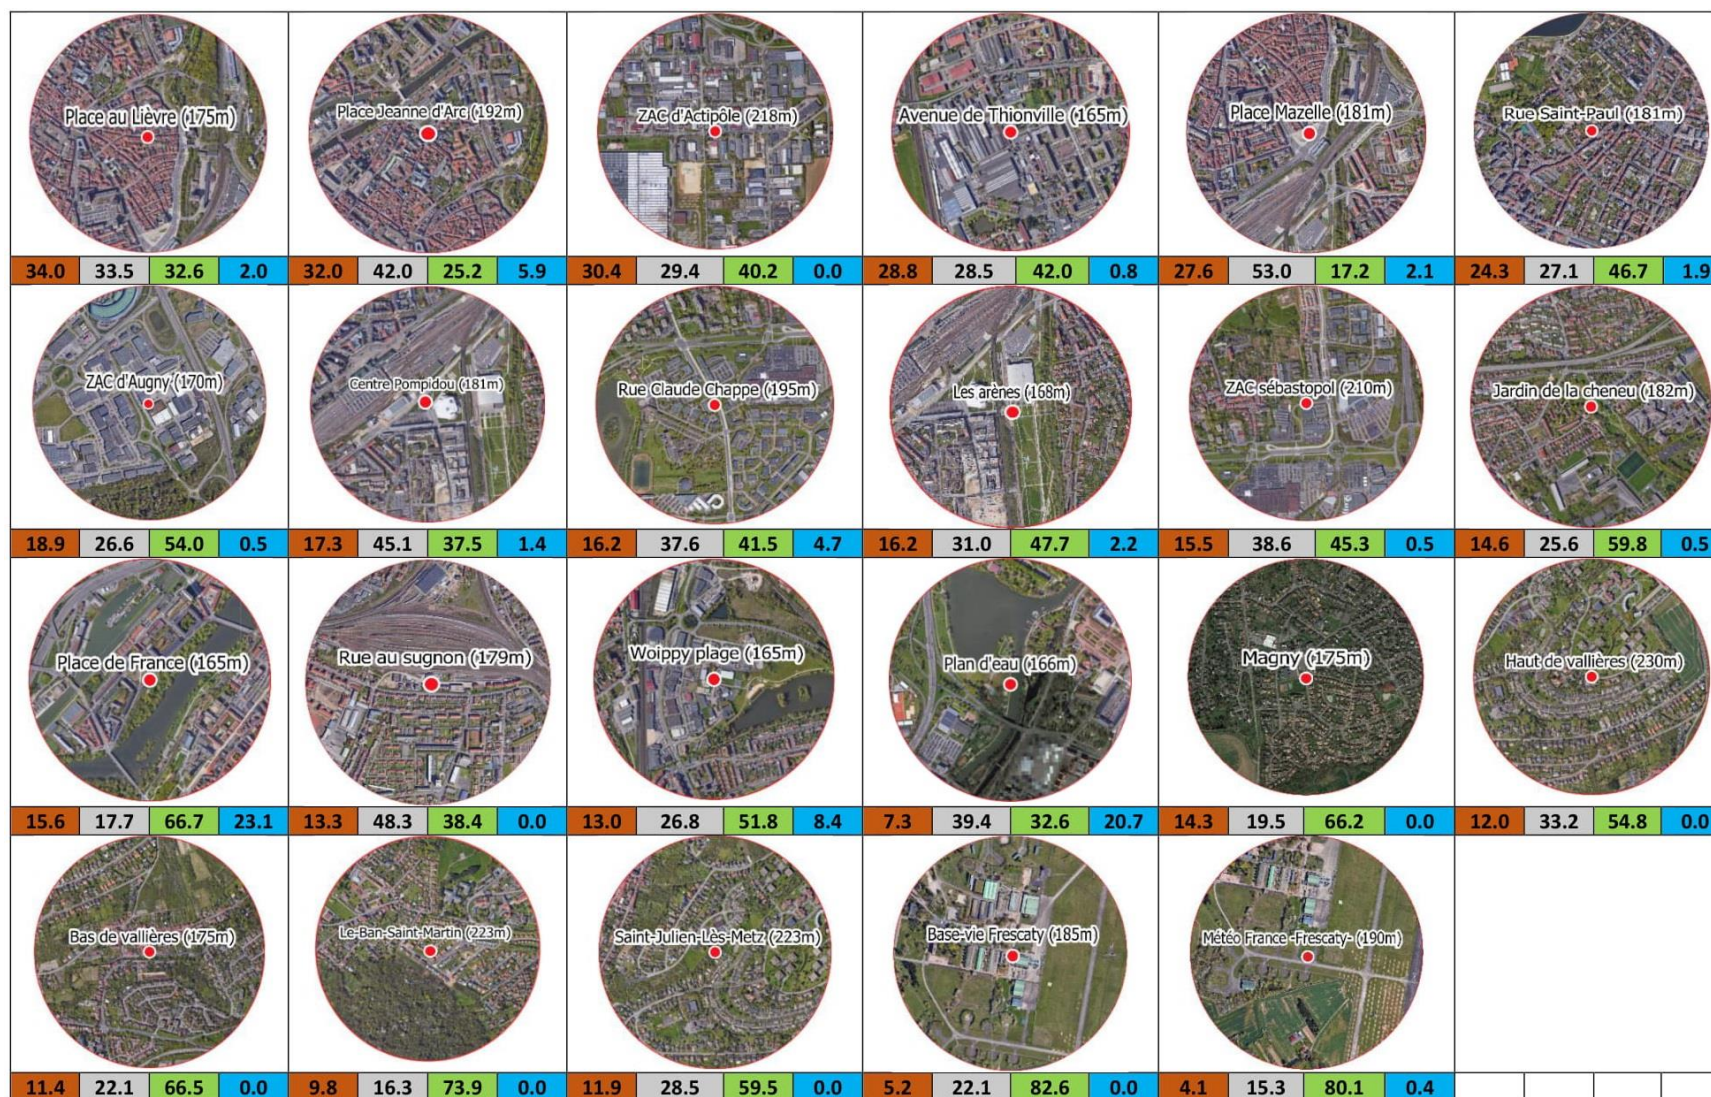 Place au Lièvre (175m)
Place Jeanne d'Arc (192m)
ZAC d'Actipôle (218m)
Avenue de Thionville (165m)
Place Mazelle (181m)
Rue Saint-Paul (181m)
34.0 33.5 32.6 2.0
32.0 42.0 25.2 5.9
30.4 29.4 40.2 0.0
28.8 28.5 42.0 0.8
27.6 53.0 17.2 2.1
24.3 27.1 46.7 1.9
ZAC d'Augny (170m)
Centre Pompidou (181m)
Rue Claude Chappe (195m)
Les arènes (168m)
ZAC sébastopol (210m)
Jardin de la cheneu (182m)
18.9 26.6 54.0 0.5
17.3 45.1 37.5 1.4
16.2 37.6 41.5 4.7
16.2 31.0 47.7 2.2
15.5 38.6 45.3 0.5
14.6 25.6 59.8 0.5
Place de France (165m)
Rue au sugnon (179m)
Woippy plage (165m)
Plan d'eau (166m)
Magny (175m)
Haut de vallières (230m)
15.6 17.7 66.7 23.1
13.3 48.3 38.4 0.0
13.0 26.8 51.8 8.4
7.3 39.4 32.6 20.7
14.3 19.5 66.2 0.0
12.0 33.2 54.8 0.0
Bas de vallières (175m)
Le-Ban-Saint-Martin (223m)
Saint-Julien-Lès-Metz (223m)
Base-vie Frescaty (185m)
Météo France -Frescaty- (190m)
11.4 22.1 66.5 0.0
9.8 16.3 73.9 0.0
11.9 28.5 59.5 0.0
5.2 22.1 82.6 0.0
4.1 15.3 80.1 0.4